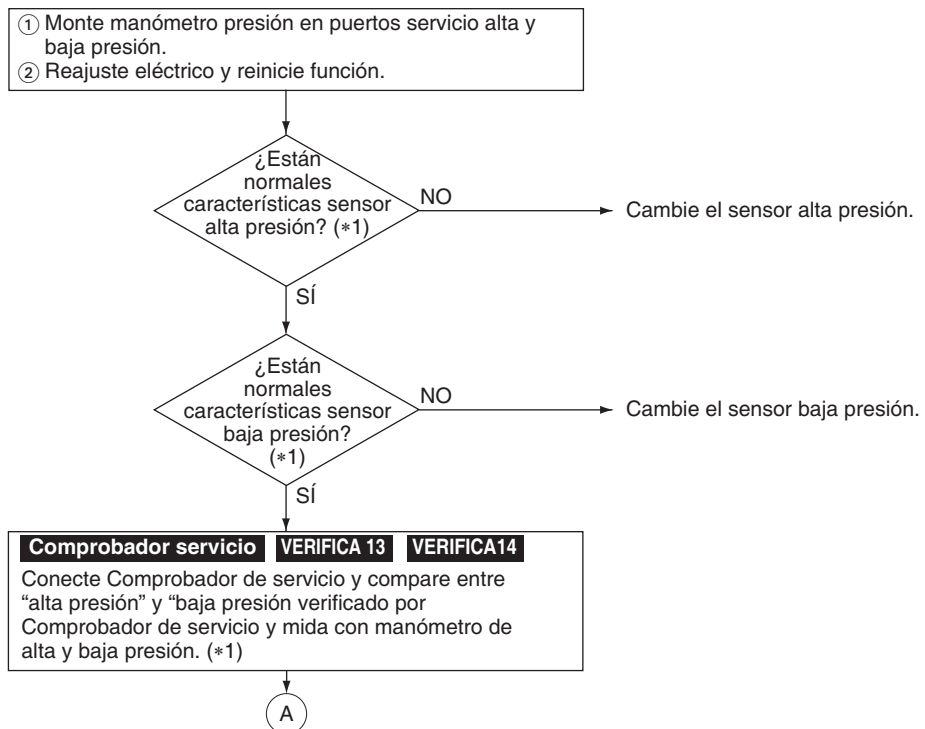 ① Monte manómetro presión en puertos servicio alta y
baja presión.
② Reajuste eléctrico y reinicie función.
¿Están
normales
características sensor
alta presión? (*1)
NO
Cambie el sensor alta presión.
SÍ
¿Están
normales
características sensor
baja presión?
(*1)
NO
Cambie el sensor baja presión.
SÍ
Comprobador servicio VERIFICA 13 VERIFICA14
Conecte Comprobador de servicio y compare entre
“alta presión” y “baja presión verificado por
Comprobador de servicio y mida con manómetro de
alta y baja presión. (*1)
A